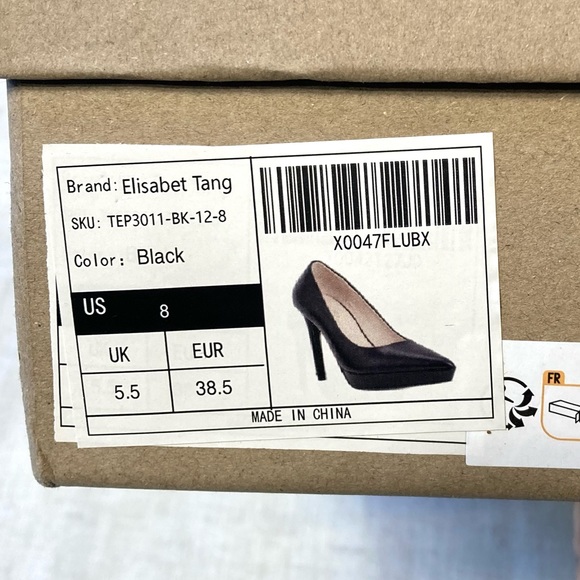 Brand: Elisabet Tang
SKU: TEP3011-BK-12-8
Color: Black
US 8
UK EUR
5.5 38.5
X0047FLUBX
MADE IN CHINA
FR